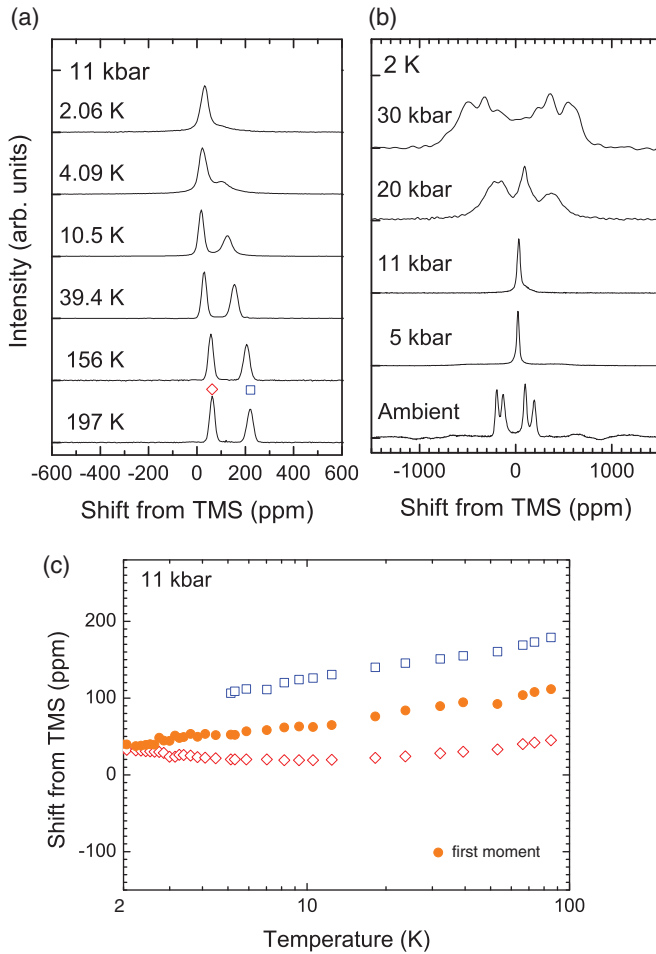 (a)
11 kbar
2.06 K
4.09 K
10.5 K
39.4 K
156 K
197 K
-600 -400 -200 0 200 400 600
Shift from TMS (ppm)
Intensity (arb. units)
(b)
2 K
30 kbar
20 kbar
11 kbar
5 kbar
Ambient
-1000 0 1000
Shift from TMS (ppm)
(c)
11 kbar
200
100
0
-100
Shift from TMS (ppm)
first moment
2 10 100
Temperature (K)